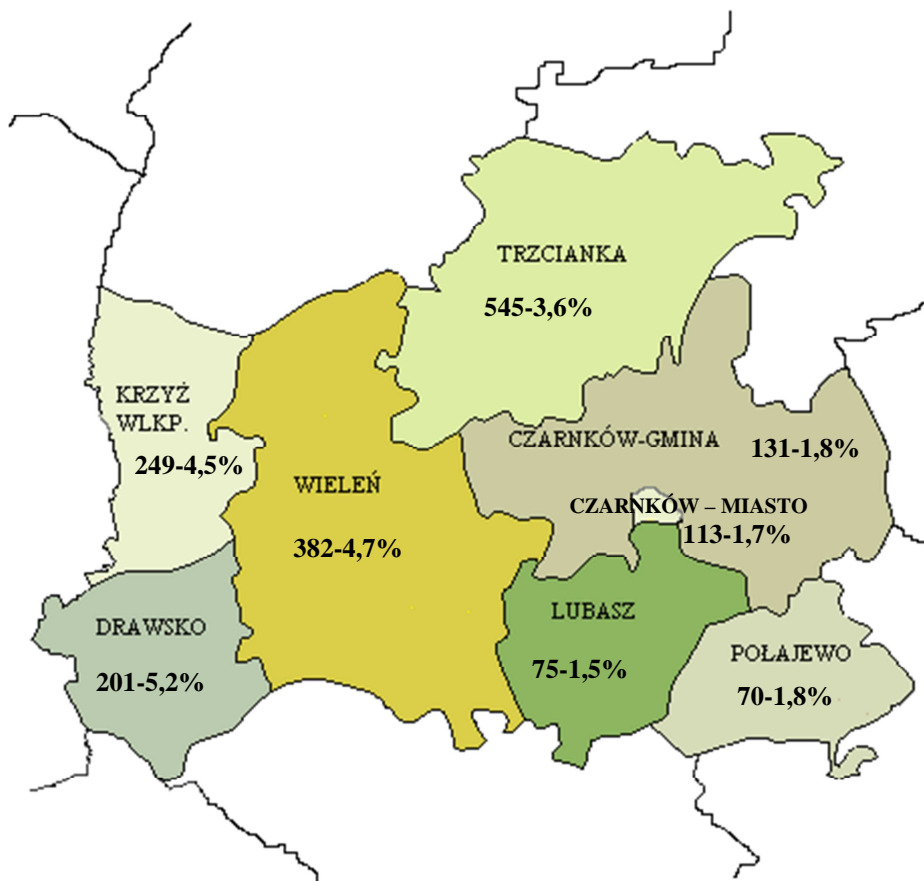 TRZCIANKA
545-3,6%
KRZYŻ
WLKP.
249-4,5%
WIELEŃ
382-4,7%
CZARNKÓW-GMINA
131-1,8%
CZARNKÓW – MIASTO
113-1,7%
DRAWSKO
201-5,2%
LUBASZ
75-1,5%
POŁAJEWO
70-1,8%